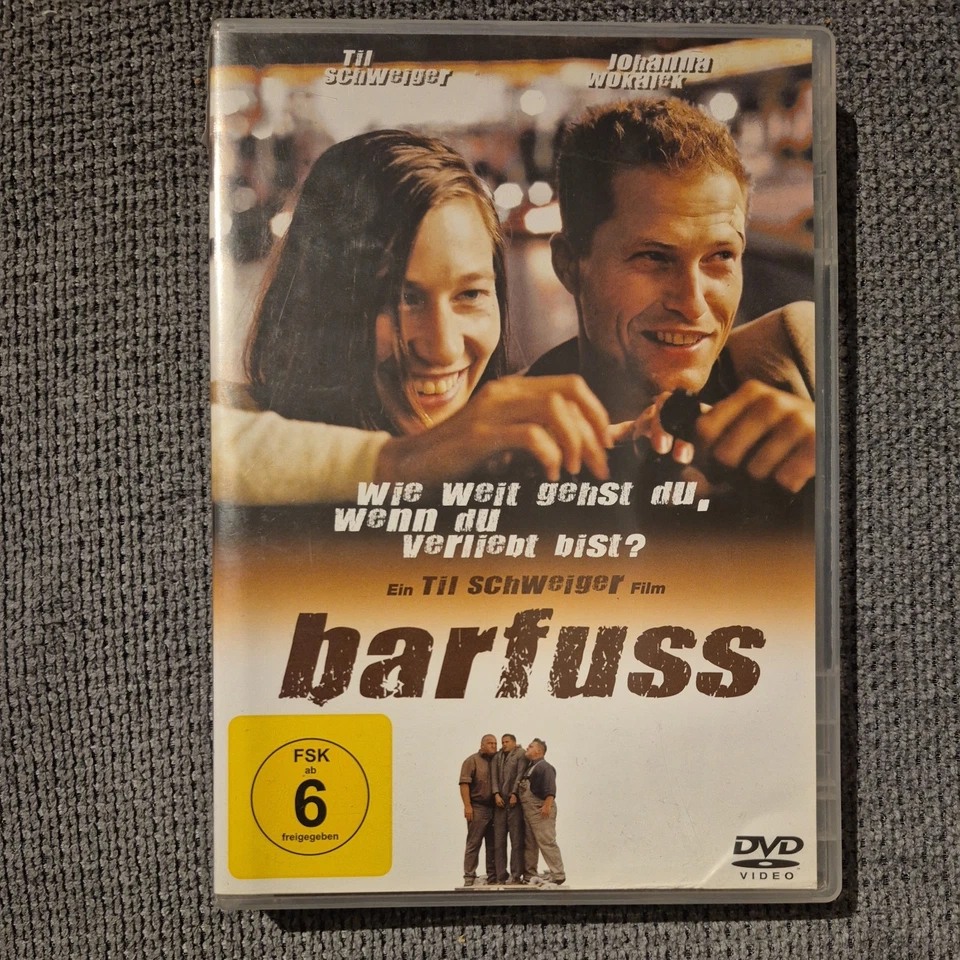 Til
Schweiger
Johanna
Wokalek
Wie weit gehst du,
wenn du
verliebt bist?
Ein Til Schweiger Film
barfuss
FSK
ab
6
freigegeben
DVD
VIDEO